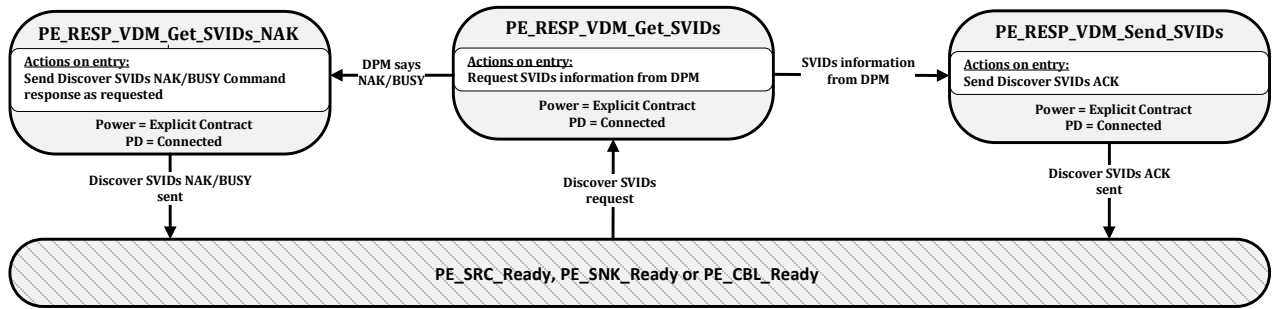 PE_RESP_VDM_Get_SVIDs_NAK
Actions on entry:
Send Discover SVIDs NAK/BUSY Command
response as requested
Power = Explicit Contract
PD = Connected
DPM says
NAK/BUSY
PE_RESP_VDM_Get_SVIDs
Actions on entry:
Request SVIDs information from DPM
Power = Explicit Contract
PD = Connected
SVIDs information
from DPM
PE_RESP_VDM_Send_SVIDs
Actions on entry:
Send Discover SVIDs ACK
Power = Explicit Contract
PD = Connected
Discover SVIDs NAK/BUSY
sent
Discover SVIDs
request
Discover SVIDs ACK
sent
PE_SRC_Ready, PE_SNK_Ready or PE_CBL_Ready